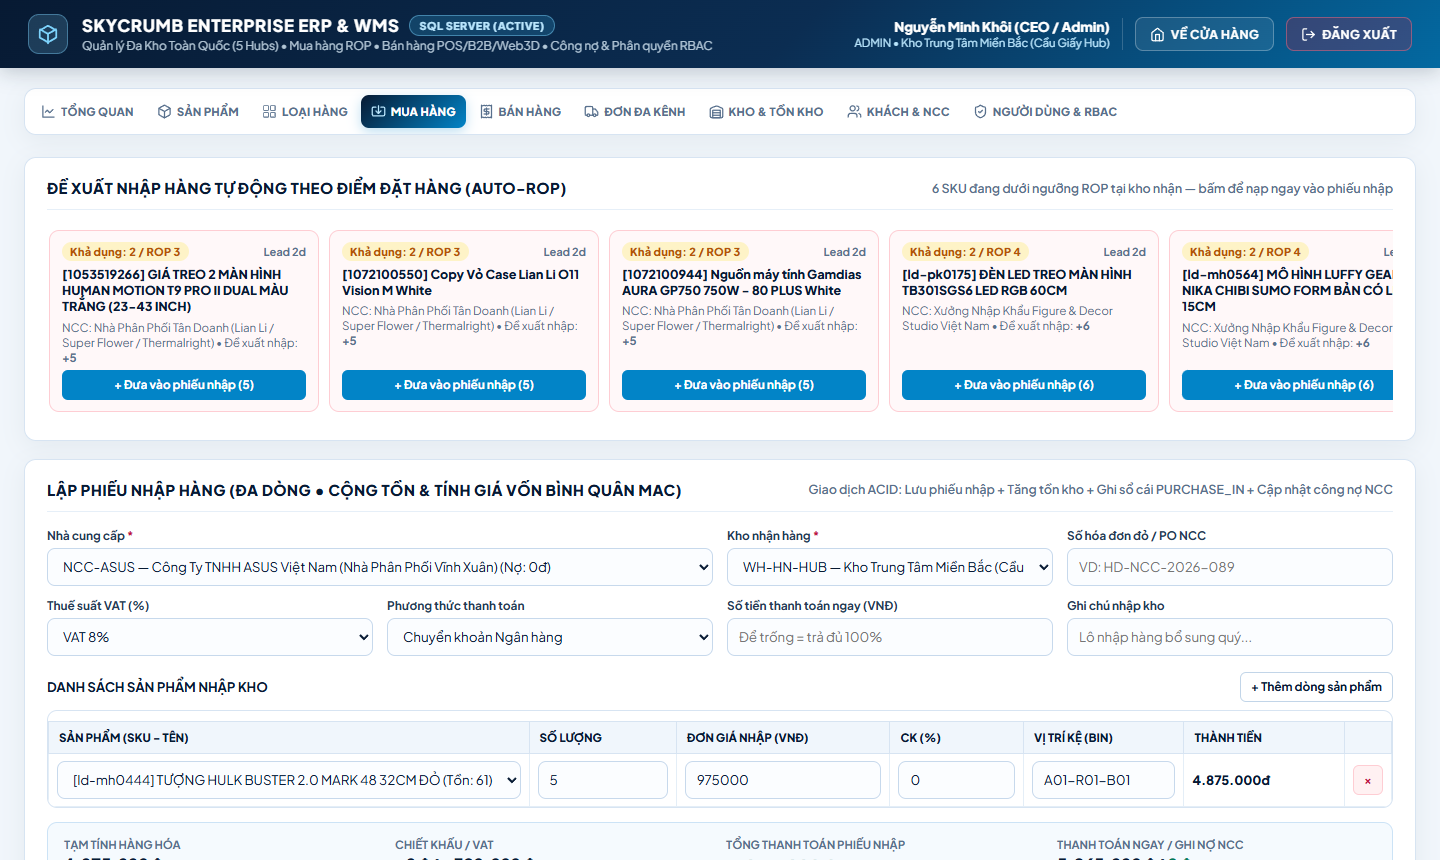 SKYCRUMB ENTERPRISE ERP & WMS SQL SERVER (ACTIVE)
Quản lý Đa Kho Toàn Quốc (5 Hubs) • Mua hàng ROP • Bán hàng POS/B2B/Web3D • Công nợ & Phân quyền RBAC
Nguyễn Minh Khôi (CEO / Admin)
ADMIN • Kho Trung Tâm Miền Bắc (Cầu Giấy Hub)
VỀ CỬA HÀNG
ĐĂNG XUẤT
TỔNG QUAN SẢN PHẨM LOẠI HÀNG MUA HÀNG BÁN HÀNG ĐƠN ĐA KÊNH KHO & TỒN KHO KHÁCH & NCC NGƯỜI DÙNG & RBAC
ĐỀ XUẤT NHẬP HÀNG TỰ ĐỘNG THEO ĐIỂM ĐẶT HÀNG (AUTO-ROP)
6 SKU đang dưới ngưỡng ROP tại kho nhận — bấm để nạp ngay vào phiếu nhập
Khả dụng: 2 / ROP 3 Lead 2d
[1053519266] GIÁ TREO 2 MÀN HÌNH
HUMAN MOTION T9 PRO II DUAL MÀU
TRẮNG (23-43 INCH)
NCC: Nhà Phân Phối Tân Doanh (Lian Li /
Super Flower / Thermalright) • Đề xuất nhập:
+5
+ Đưa vào phiếu nhập (5)
Khả dụng: 2 / ROP 3 Lead 2d
[1072100550] Copy Vỏ Case Lian Li O11
Vision M White
NCC: Nhà Phân Phối Tân Doanh (Lian Li /
Super Flower / Thermalright) • Đề xuất nhập:
+5
+ Đưa vào phiếu nhập (5)
Khả dụng: 2 / ROP 3 Lead 2d
[1072100944] Nguồn máy tính Gamdias
AURA GP750 750W - 80 PLUS White
NCC: Nhà Phân Phối Tân Doanh (Lian Li /
Super Flower / Thermalright) • Đề xuất nhập:
+5
+ Đưa vào phiếu nhập (5)
Khả dụng: 2 / ROP 4 Lead 2d
[ld-pk0175] ĐÈN LED TREO MÀN HÌNH
TB301SGS6 LED RGB 60CM
NCC: Xưởng Nhập Khẩu Figure & Decor
Studio Việt Nam • Đề xuất nhập: +6
+ Đưa vào phiếu nhập (6)
Khả dụng: 2 / ROP 4
[ld-mh0564] MÔ HÌNH LUFFY
NIKA CHIBI SUMO FORM BẢN CÓ
15CM
NCC: Xưởng Nhập Khẩu Figure & Decor
Studio Việt Nam • Đề xuất nhập: +6
+ Đưa vào phiếu nhập (6)
LẬP PHIẾU NHẬP HÀNG (ĐA DÒNG • CỘNG TỒN & TÍNH GIÁ VỐN BÌNH QUÂN MAC)
Giao dịch ACID: Lưu phiếu nhập + Tăng tồn kho + Ghi sổ cái PURCHASE_IN + Cập nhật công nợ NCC
Nhà cung cấp * Kho nhận hàng * Số hóa đơn đỏ / PO NCC
NCC-ASUS — Công Ty TNHH ASUS Việt Nam (Nhà Phân Phối Vĩnh Xuân) (Nợ: 0đ) WH-HN-HUB — Kho Trung Tâm Miền Bắc (Cầu VD: HD-NCC-2026-089
Thuế suất VAT (%) Phương thức thanh toán Số tiền thanh toán ngay (VNĐ) Ghi chú nhập kho
VAT 8% Chuyển khoản Ngân hàng Để trống = trả đủ 100% Lô nhập hàng bổ sung quý...
DANH SÁCH SẢN PHẨM NHẬP KHO + Thêm dòng sản phẩm
SẢN PHẨM (SKU - TÊN) SỐ LƯỢNG ĐƠN GIÁ NHẬP (VNĐ) CK (%) VỊ TRÍ KỆ (BIN) THÀNH TIỀN
[ld-mh0444] TƯỢNG HULK BUSTER 2.0 MARK 48 32CM ĐỎ (Tồn: 61) 5 975000 0 A01-R01-B01 4.875.000đ ×
TẠM TÍNH HÀNG HÓA CHIẾT KHẤU / VAT TỔNG THANH TOÁN PHIẾU NHẬP THANH TOÁN NGAY / GHI NỢ NCC